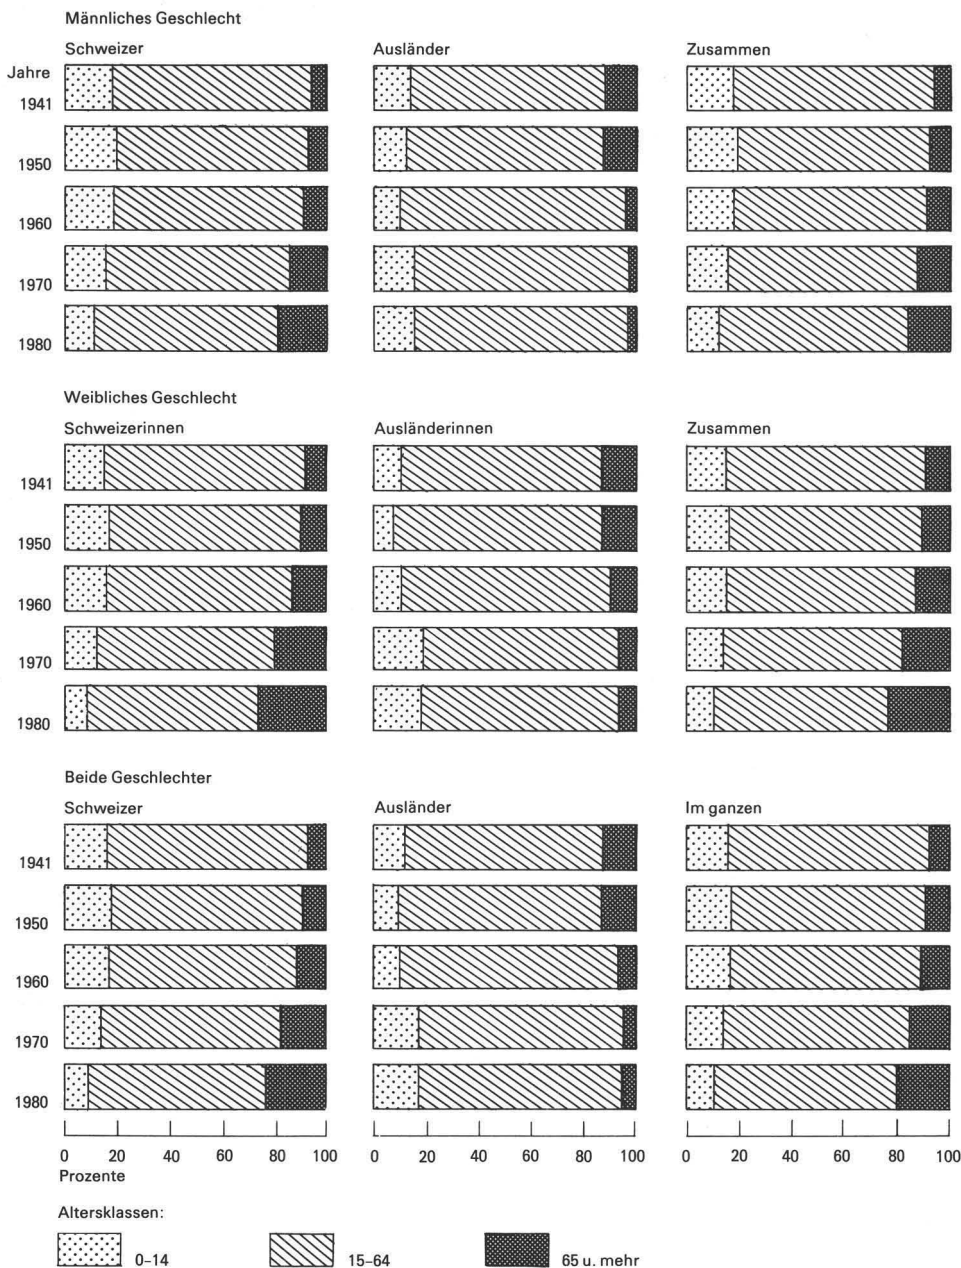 Männliches Geschlecht
Schweizer Ausländer Zusammen
Jahre
1941
1950
1960
1970
1980
Weibliches Geschlecht
Schweizerinnen Ausländerinnen Zusammen
1941
1950
1960
1970
1980
Beide Geschlechter
Schweizer Ausländer Im ganzen
1941
1950
1960
1970
1980
0 20 40 60 80 100 0 20 40 60 80 100 0 20 40 60 80 100
Prozente
Altersklassen:
0–14 15–64 65 u. mehr